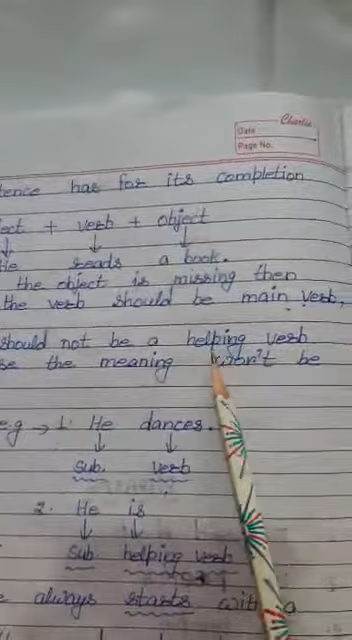 Charlie
Date
Page No.
tence has for its completion
ect + verb + object
He reads a book.
the object is missing then
the verb should be main verb,
should not be a helping verb
se the meaning won't be
e.g → 1. He dances.
sub. verb
2. He is
sub helping verb
always starts with a